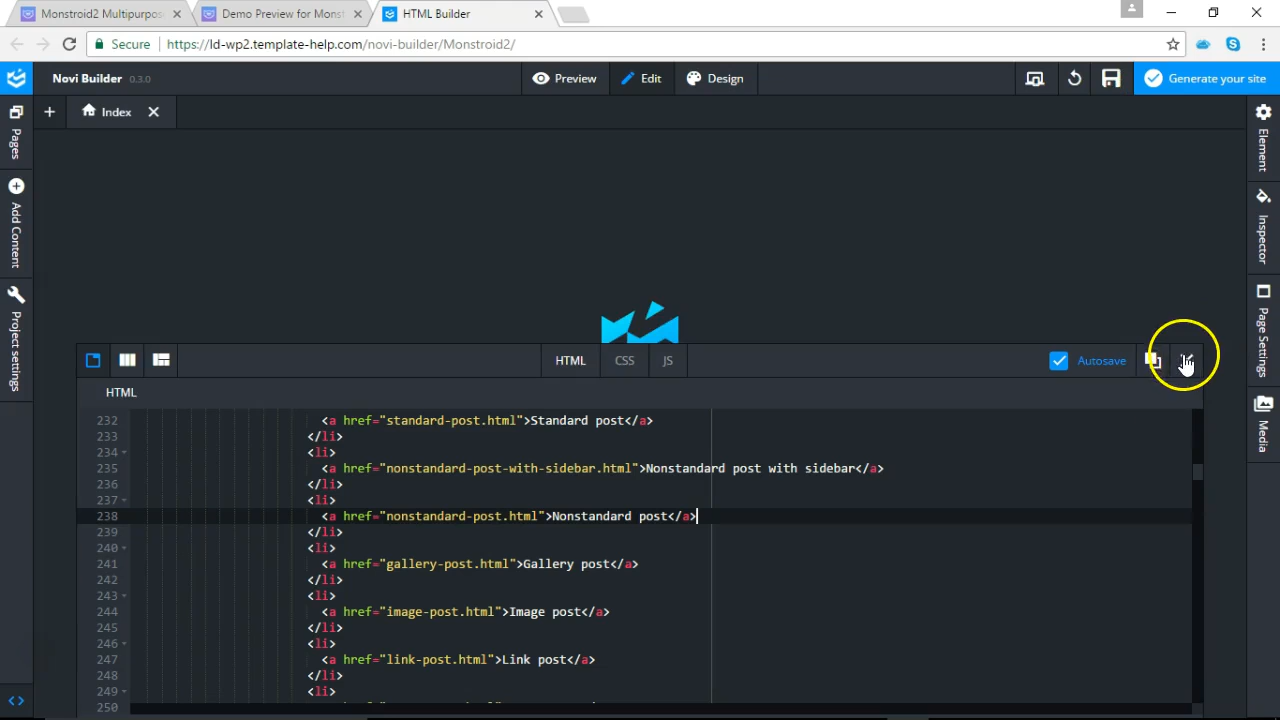 Monstroid2 Multipurpos
Demo Preview for Monst
HTML Builder
Secure
https://ld-wp2.template-help.com/novi-builder/Monstroid2/
Novi Builder 0.3.0
Preview
Edit
Design
Generate your site
Index
Pages
Add Content
Project settings
Element
Inspector
Page Settings
Media
HTML CSS JS
Autosave
HTML
232 <a href="standard-post.html">Standard post</a>
233 </li>
234 <li>
235 <a href="nonstandard-post-with-sidebar.html">Nonstandard post with sidebar</a>
236 </li>
237 <li>
238 <a href="nonstandard-post.html">Nonstandard post</a>
239 </li>
240 <li>
241 <a href="gallery-post.html">Gallery post</a>
242 </li>
243 <li>
244 <a href="image-post.html">Image post</a>
245 </li>
246 <li>
247 <a href="link-post.html">Link post</a>
248 </li>
249 <li>
250